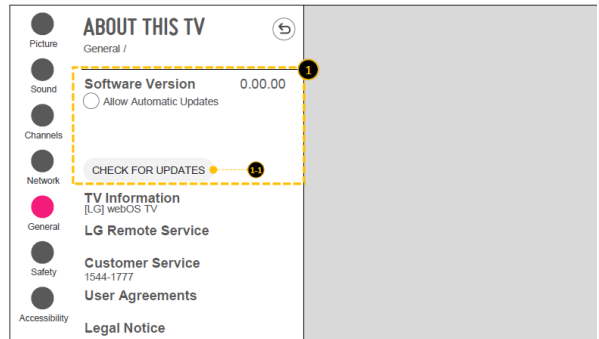 ABOUT THIS TV
General /
Picture
Sound
Channels
Network
General
Safety
Accessibility
1
Software Version 0.00.00
Allow Automatic Updates
CHECK FOR UPDATES 1-1
TV Information
[LG] webOS TV
LG Remote Service
Customer Service
1544-1777
User Agreements
Legal Notice